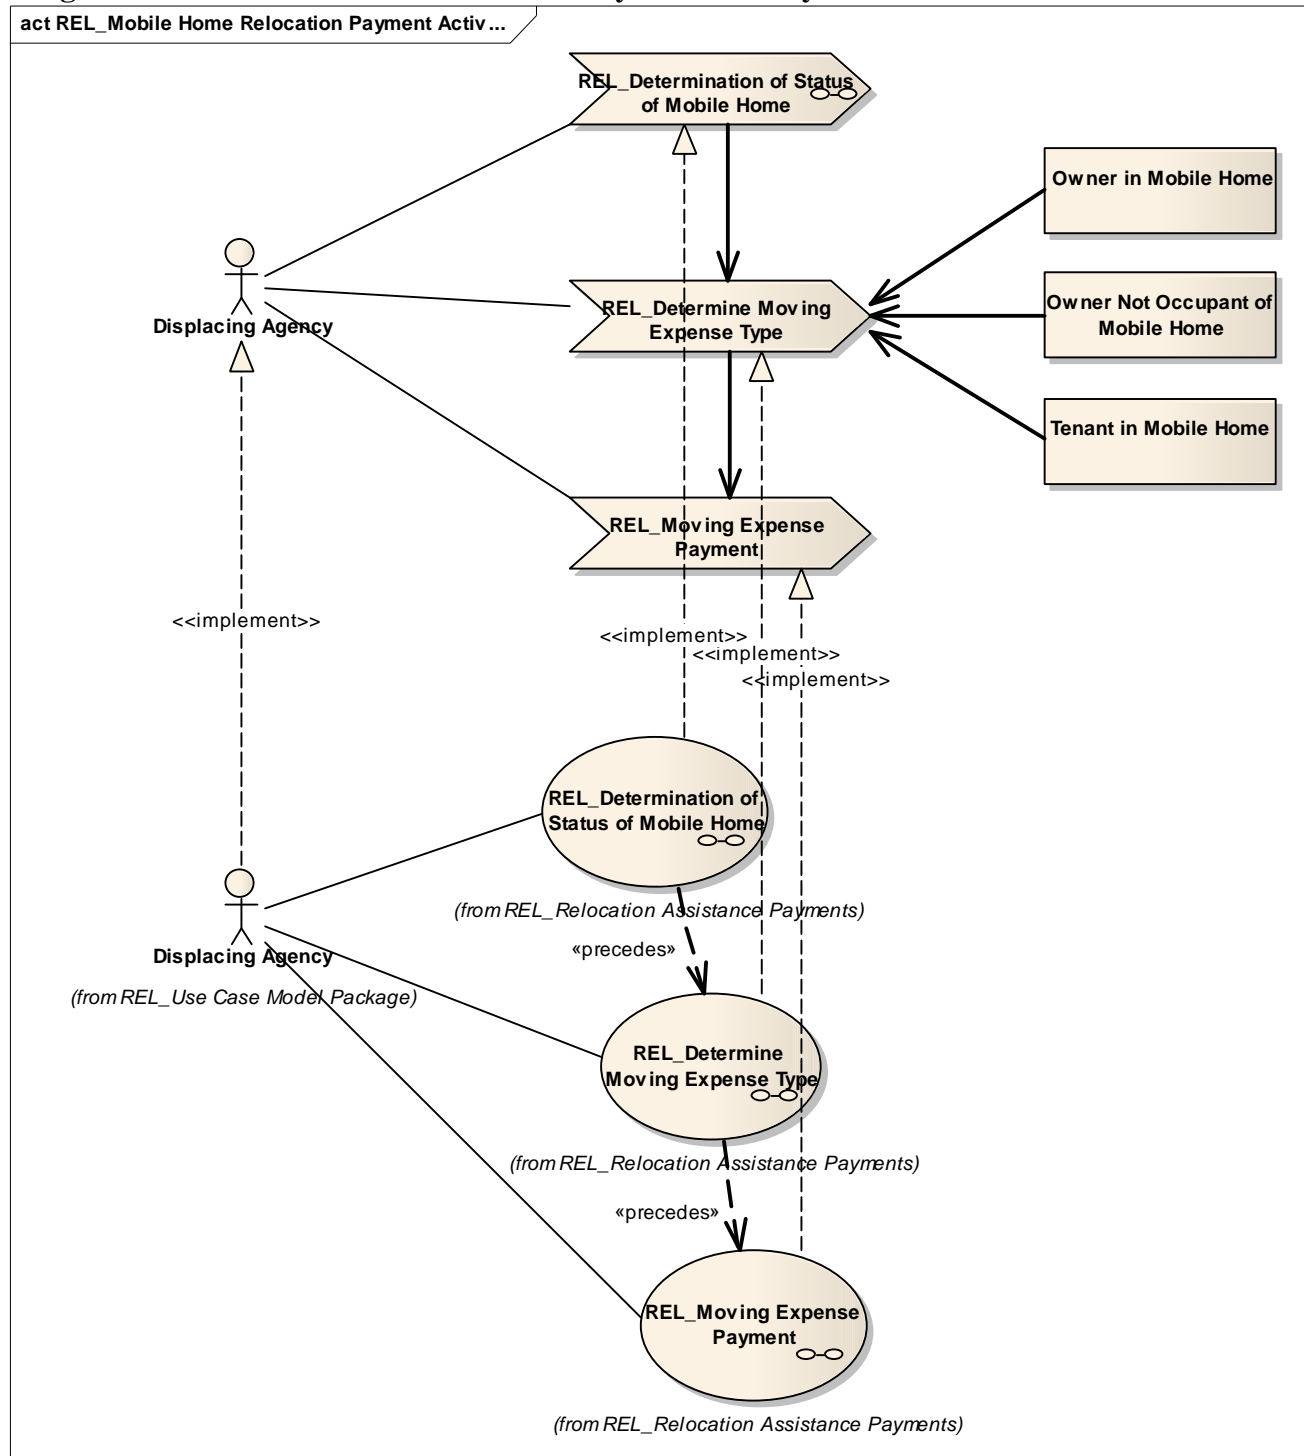 act REL_Mobile Home Relocation Payment Activ...
REL_Determination of Status
of Mobile Home
Owner in Mobile Home
Displacing Agency
REL_Determine Moving
Expense Type
Owner Not Occupant of
Mobile Home
Tenant in Mobile Home
REL_Moving Expense
Payment
<<implement>>
<<implement>>
<<implement>>
<<implement>>
REL_Determination of
Status of Mobile Home
(from REL_Relocation Assistance Payments)
«precedes»
Displacing Agency
(from REL_Use Case Model Package)
REL_Determine
Moving Expense Type
(from REL_Relocation Assistance Payments)
«precedes»
REL_Moving Expense
Payment
(from REL_Relocation Assistance Payments)